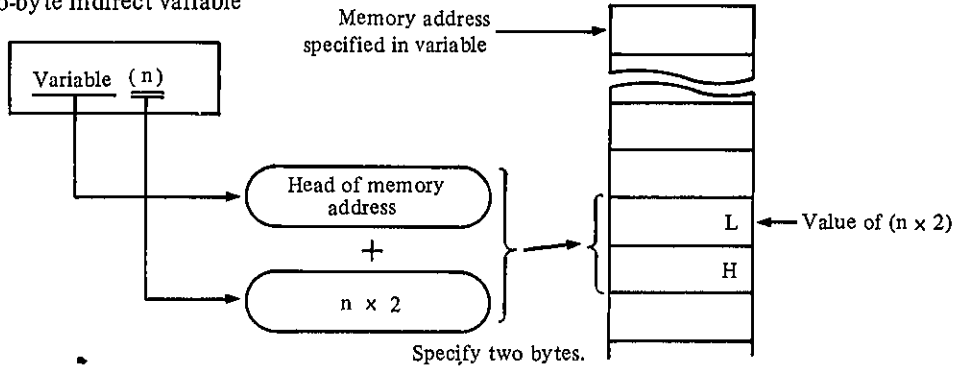 indirect variable
Memory address
specified in variable
Variable (n)
Head of memory
address
+
n × 2
L
Value of (n × 2)
H
Specify two bytes.